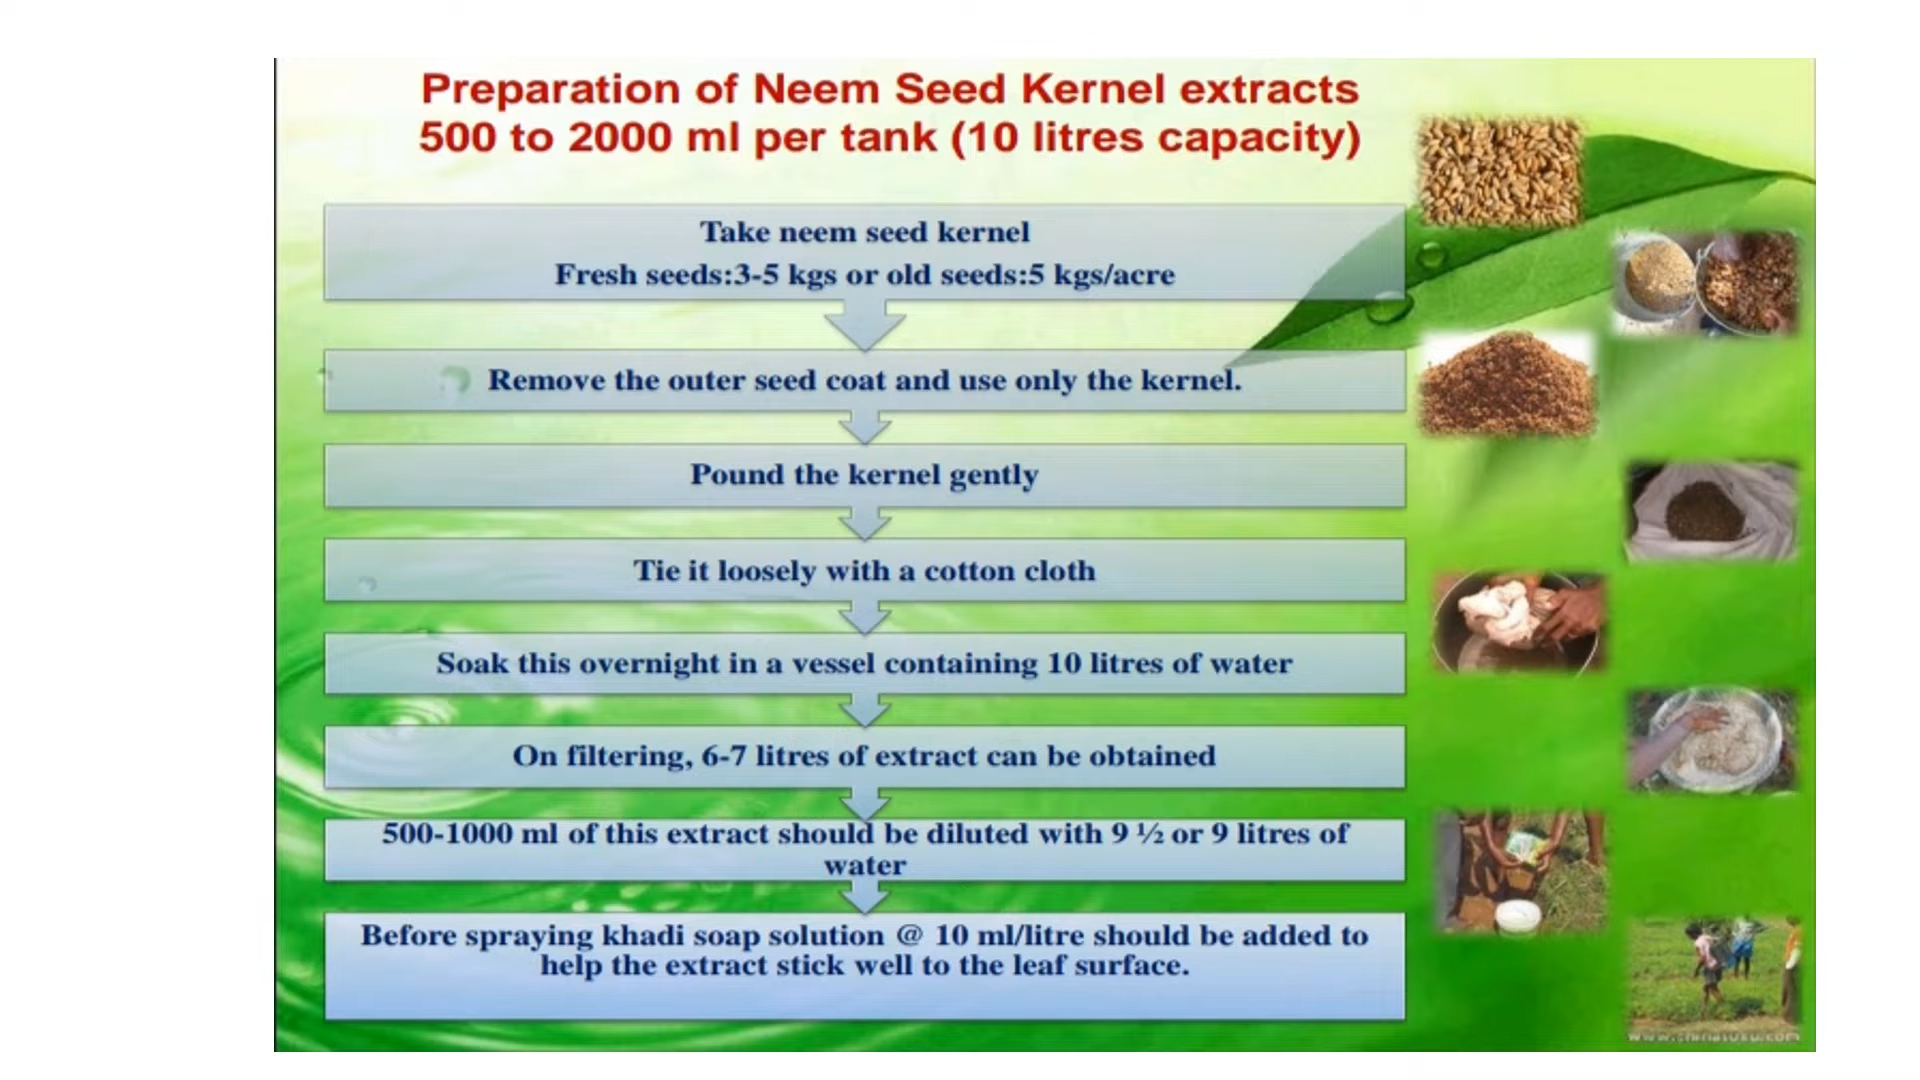 Preparation of Neem Seed Kernel extracts
500 to 2000 ml per tank (10 litres capacity)
Take neem seed kernel
Fresh seeds:3-5 kgs or old seeds:5 kgs/acre
Remove the outer seed coat and use only the kernel.
Pound the kernel gently
Tie it loosely with a cotton cloth
Soak this overnight in a vessel containing 10 litres of water
On filtering, 6-7 litres of extract can be obtained
500-1000 ml of this extract should be diluted with 9 ½ or 9 litres of
water
Before spraying khadi soap solution @ 10 ml/litre should be added to
help the extract stick well to the leaf surface.